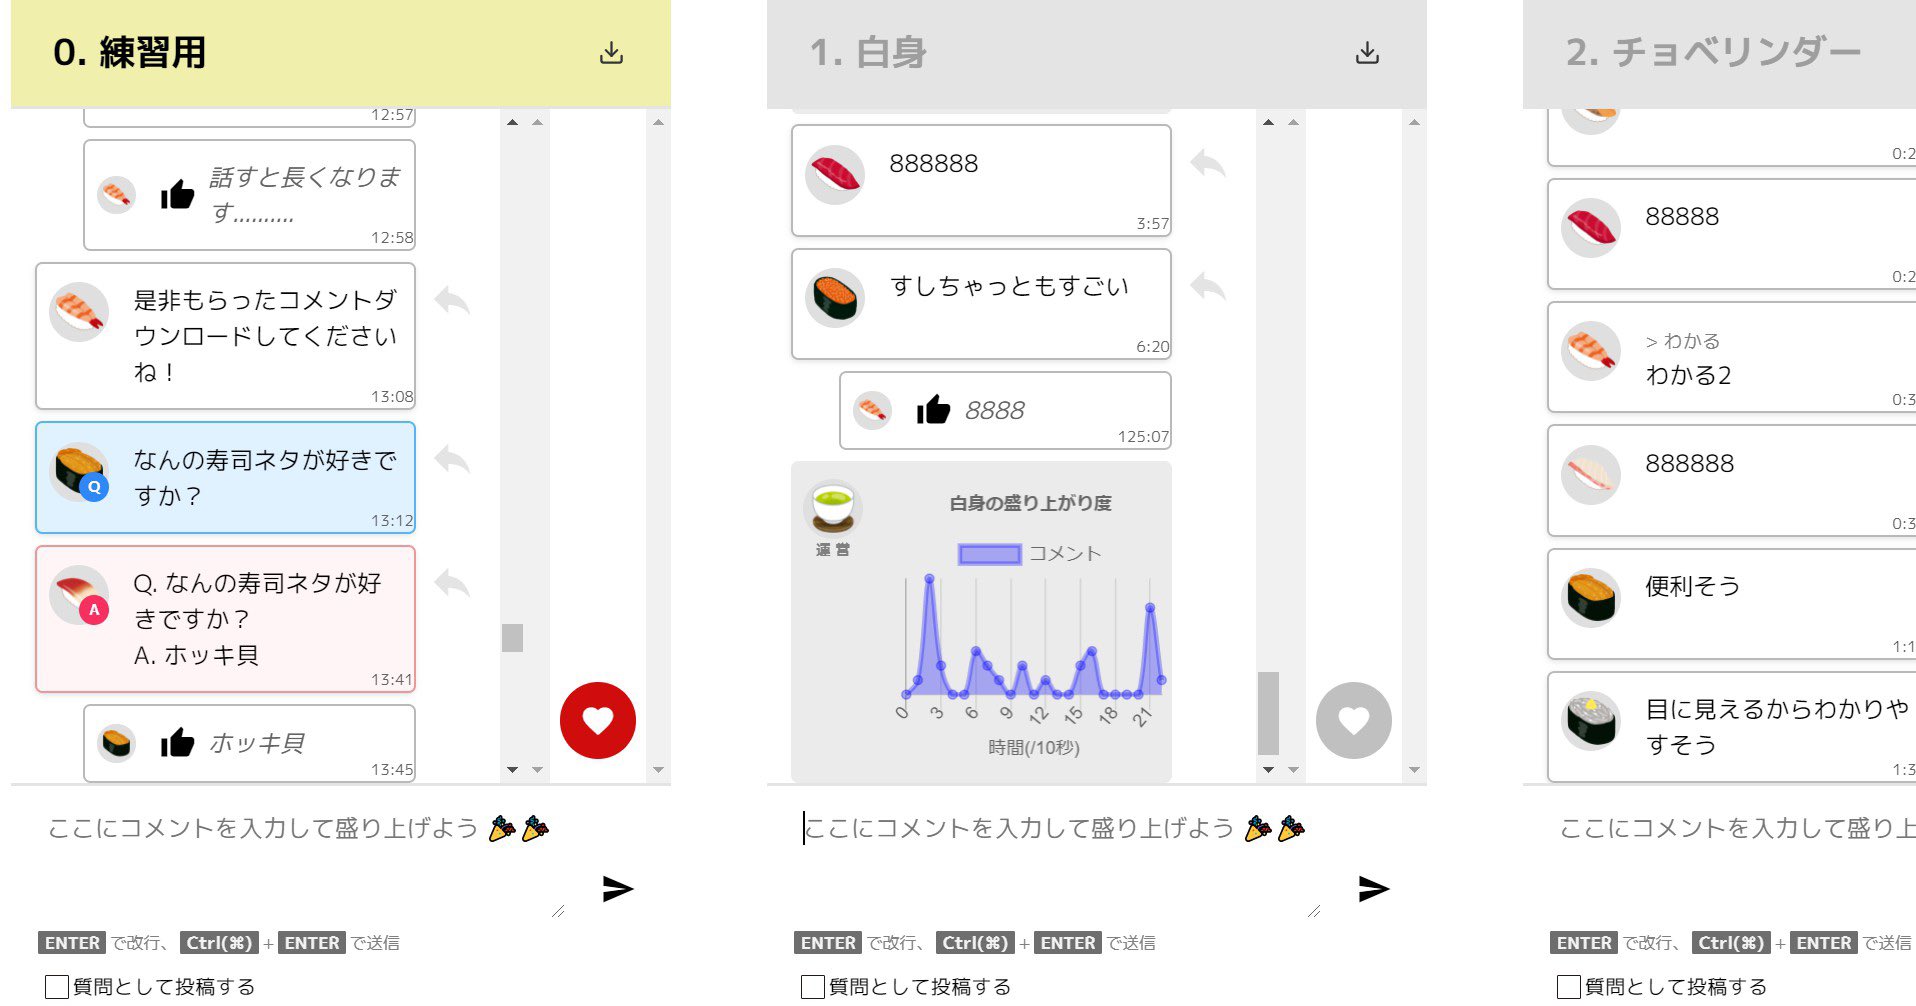 0. 練習用
12:57
話すと長くなりま
す..........
12:58
是非もらったコメントダ
ウンロードしてください
ね！
13:08
Q
なんの寿司ネタが好きで
すか？
13:12
A
Q. なんの寿司ネタが好
きですか？
A. ホッキ貝
13:41
ホッキ貝
13:45
ここにコメントを入力して盛り上げよう 🎉🎉
ENTER で改行、 Ctrl(⌘) + ENTER で送信
質問として投稿する
1. 白身
888888
3:57
すしちゃっともすごい
6:20
8888
125:07
運営
白身の盛り上がり度
コメント
0 3 6 9 12 15 18 21
時間(/10秒)
ここにコメントを入力して盛り上げよう 🎉🎉
ENTER で改行、 Ctrl(⌘) + ENTER で送信
質問として投稿する
2. チョベリンダー
0:2
88888
0:2
> わかる
わかる2
0:3
888888
0:3
便利そう
1:1
目に見えるからわかりや
すそう
1:3
ここにコメントを入力して盛り上
ENTER で改行、 Ctrl(⌘) + ENTER で送信
質問として投稿する